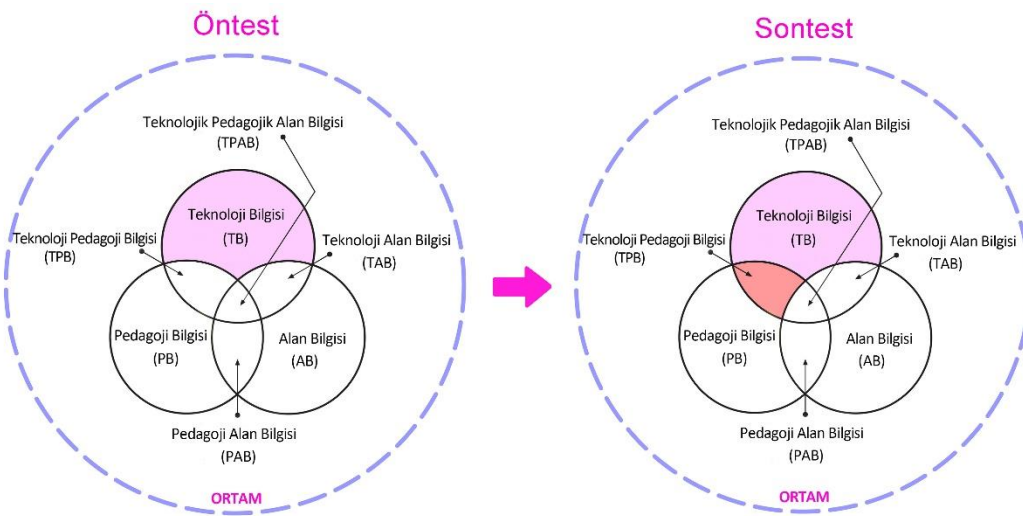 Öntest
Teknolojik Pedagojik Alan Bilgisi
(TPAB)
Teknoloji Bilgisi
(TB)
Teknoloji Pedagoji Bilgisi
(TPB)
Teknoloji Alan Bilgisi
(TAB)
Pedagoji Bilgisi
(PB)
Alan Bilgisi
(AB)
Pedagoji Alan Bilgisi
(PAB)
ORTAM
Sontest
Teknolojik Pedagojik Alan Bilgisi
(TPAB)
Teknoloji Bilgisi
(TB)
Teknoloji Pedagoji Bilgisi
(TPB)
Teknoloji Alan Bilgisi
(TAB)
Pedagoji Bilgisi
(PB)
Alan Bilgisi
(AB)
Pedagoji Alan Bilgisi
(PAB)
ORTAM